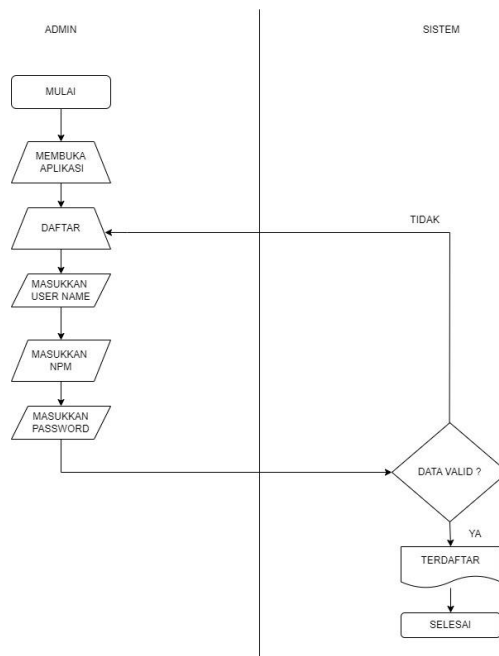 ADMIN
SISTEM
MULAI
MEMBUKA
APLIKASI
DAFTAR
TIDAK
MASUKKAN
USER NAME
MASUKKAN
NPM
MASUKKAN
PASSWORD
DATA VALID ?
YA
TERDAFTAR
SELESAI